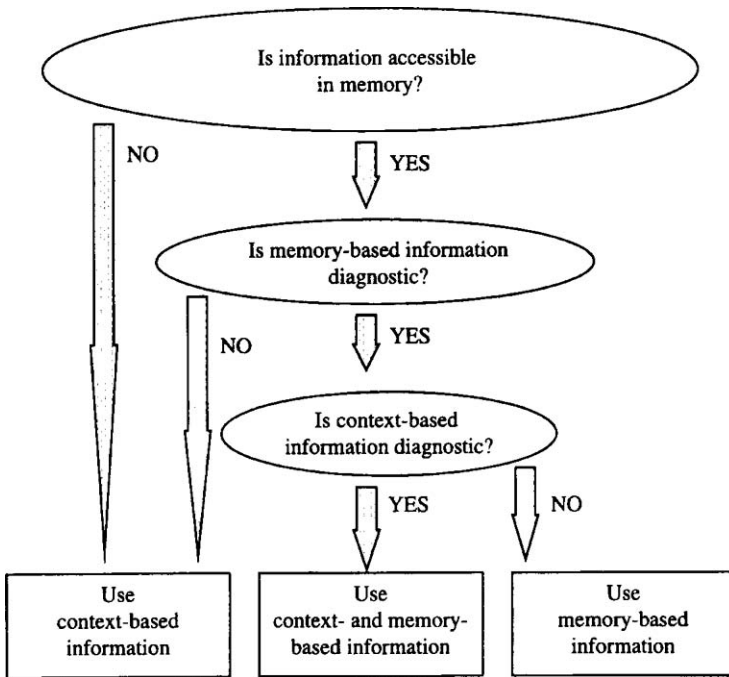 Is information accessible
in memory?
NO
YES
Is memory-based information
diagnostic?
NO
YES
Is context-based
information diagnostic?
YES
NO
Use
context-based
information
Use
context- and memory-
based information
Use
memory-based
information